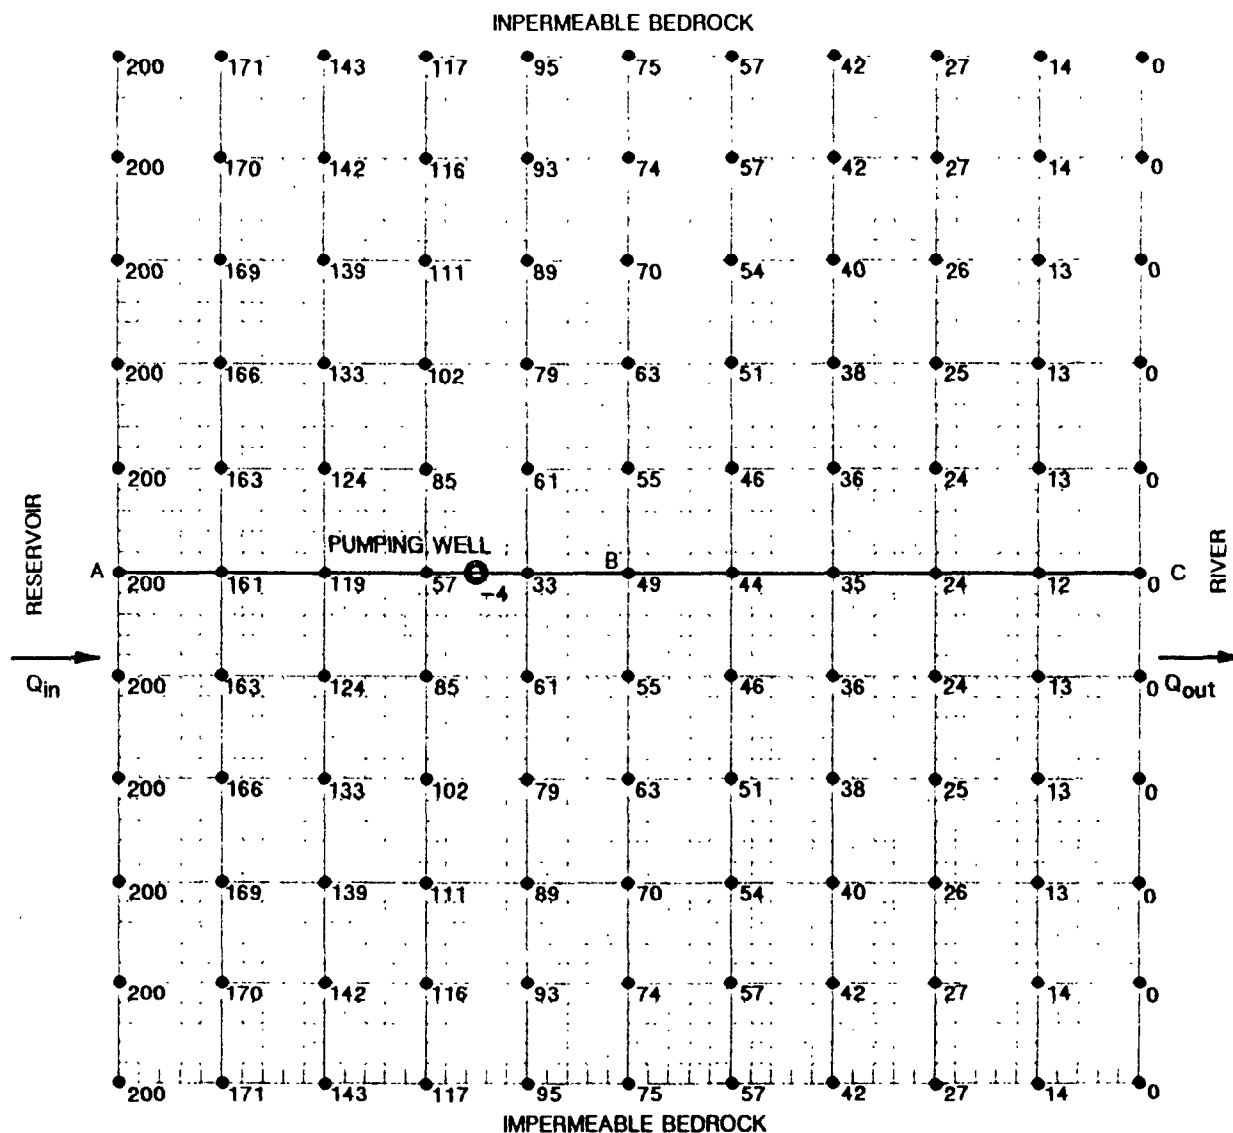 INPERMEABLE BEDROCK
200 171 143 117 95 75 57 42 27 14 0
200 170 142 116 93 74 57 42 27 14 0
200 169 139 111 89 70 54 40 26 13 0
200 166 133 102 79 63 51 38 25 13 0
200 163 124 85 61 55 46 36 24 13 0
RESERVOIR
PUMPING WELL
RIVER
A B C
200 161 119 57 -4 33 49 44 35 24 12 0
Qin
200 163 124 85 61 55 46 36 24 13 0
Qout
200 166 133 102 79 63 51 38 25 13 0
200 169 139 111 89 70 54 40 26 13 0
200 170 142 116 93 74 57 42 27 14 0
200 171 143 117 95 75 57 42 27 14 0
IMPERMEABLE BEDROCK